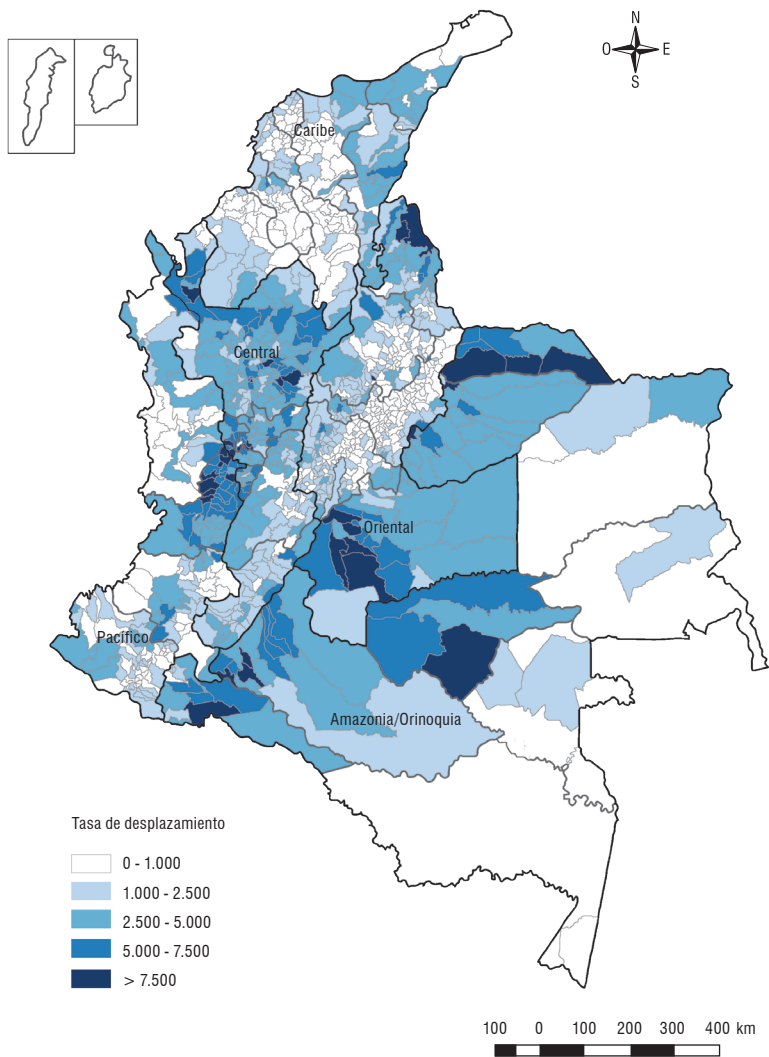 N
O E
S
Caribe
Central
Oriental
Pacífico
Amazonia/Orinoquia
Tasa de desplazamiento
0 - 1.000
1.000 - 2.500
2.500 - 5.000
5.000 - 7.500
> 7.500
100 0 100 200 300 400 km